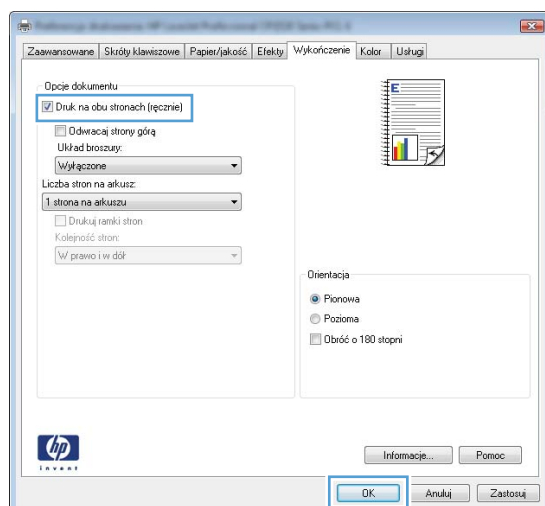 Zaawansowane Skróty klawiszowe Papier/jakość Efekty Wykończenie Kolor Usługi
Opcje dokumentu
Druk na obu stronach (ręcznie)
Odwracaj strony górą
Układ broszury:
Wyłączone
Liczba stron na arkusz:
1 strona na arkuszu
Drukuj ramki stron
Kolejność stron:
W prawo i w dół
E
Orientacja
Pionowa
Pozioma
Obróć o 180 stopni
hp
invent
Informacje... Pomoc
OK Anuluj Zastosuj